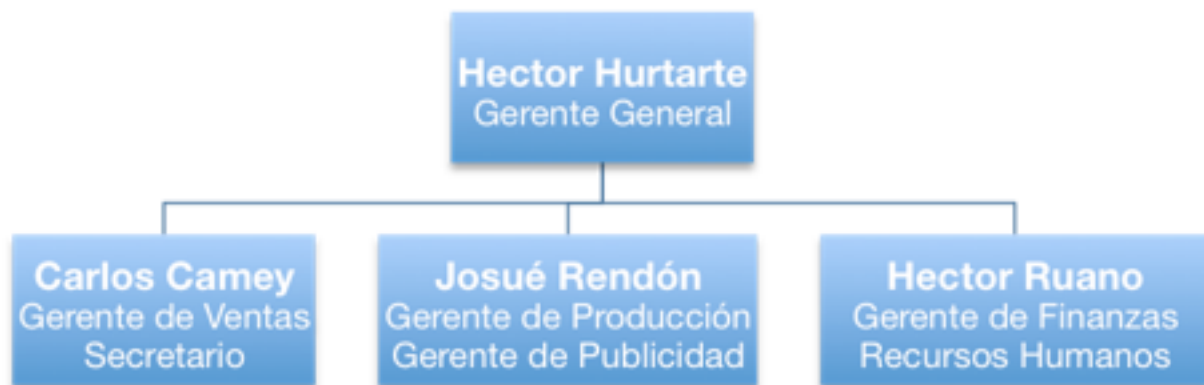 Hector Hurtarte
Gerente General
Carlos Camey
Gerente de Ventas
Secretario
Josué Rendón
Gerente de Producción
Gerente de Publicidad
Hector Ruano
Gerente de Finanzas
Recursos Humanos